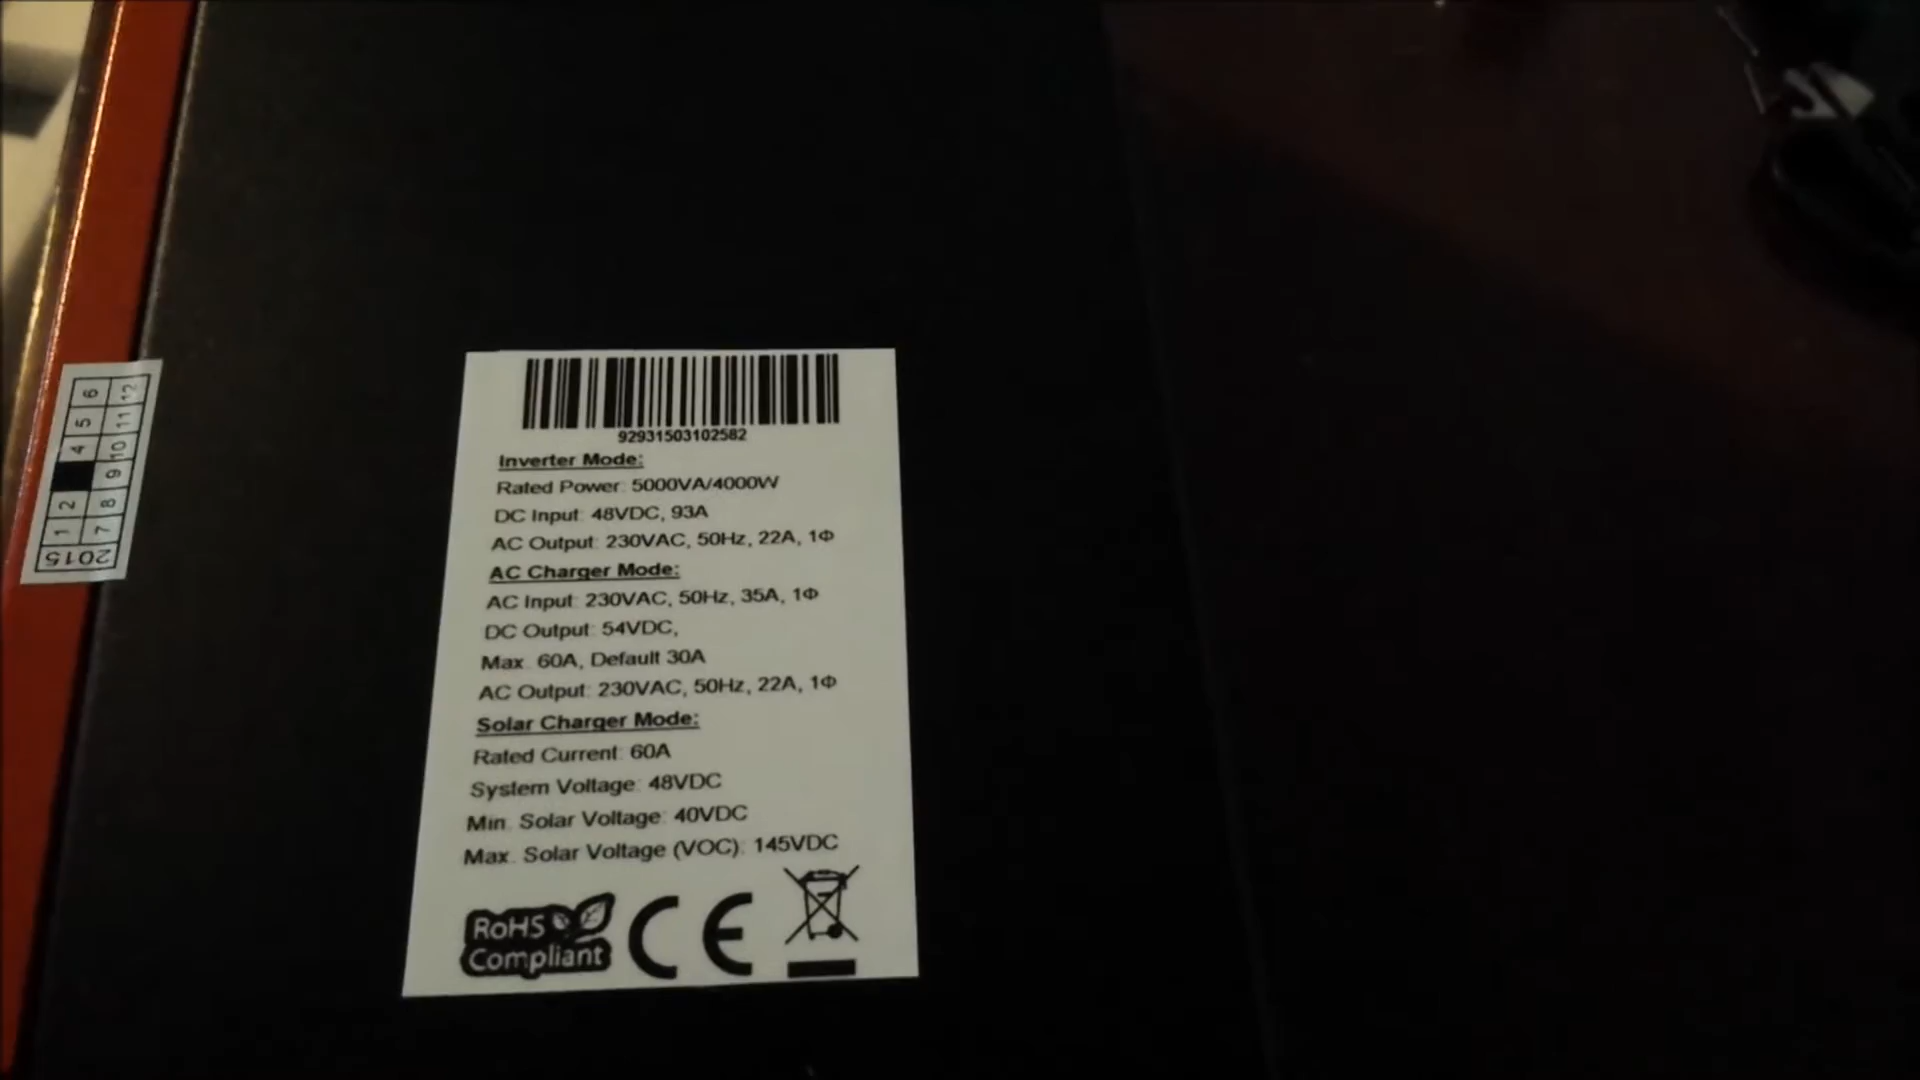 92931503102582
Inverter Mode:
Rated Power: 5000VA/4000W
DC Input: 48VDC, 93A
AC Output: 230VAC, 50Hz, 22A, 1Φ
AC Charger Mode:
AC Input: 230VAC, 50Hz, 35A, 1Φ
DC Output: 54VDC,
Max. 60A, Default 30A
AC Output: 230VAC, 50Hz, 22A, 1Φ
Solar Charger Mode:
Rated Current: 60A
System Voltage: 48VDC
Min. Solar Voltage: 40VDC
Max. Solar Voltage (VOC): 145VDC
RoHS
Compliant
CE
2015
1 2 4 5 6
7 8 9 10 11 12